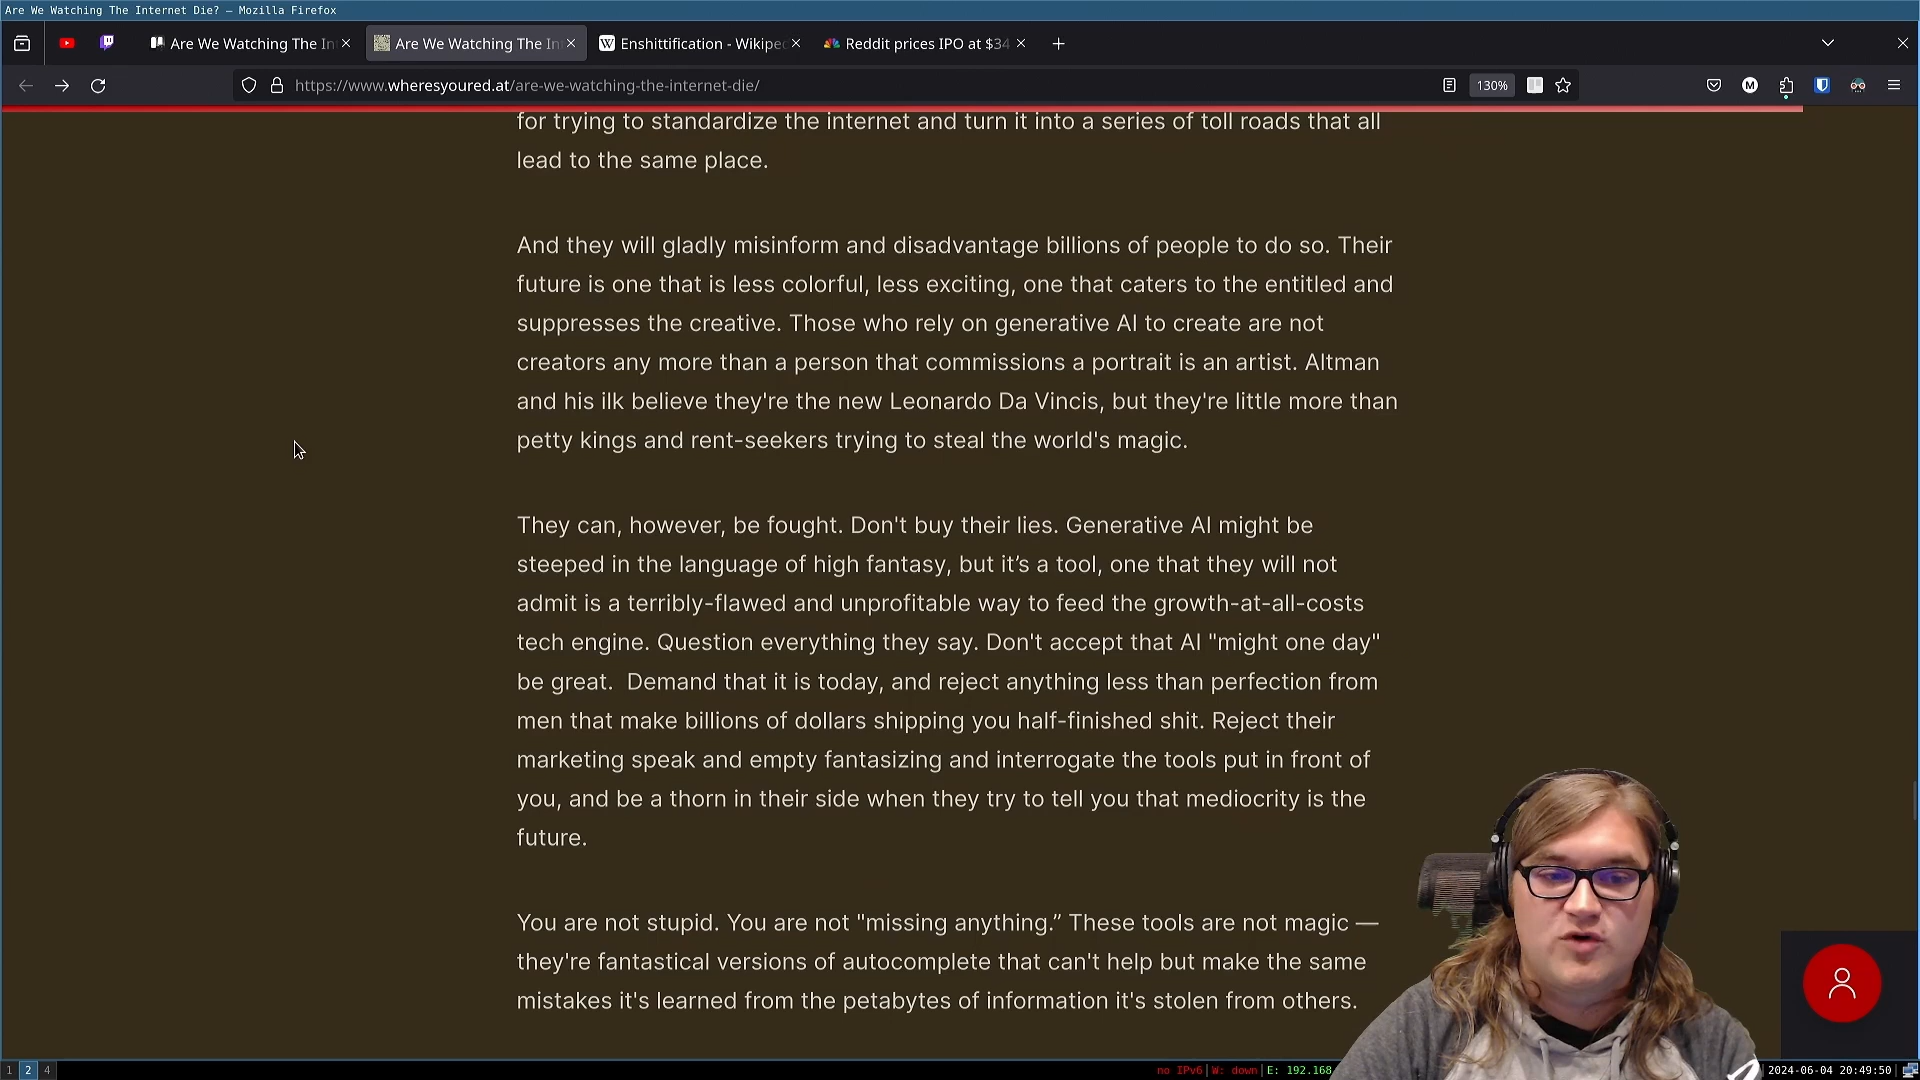 Are We Watching The Internet Die? — Mozilla Firefox
Are We Watching The In
Are We Watching The In
Enshittification - Wikipe
Reddit prices IPO at $34
https://www.wheresyoured.at/are-we-watching-the-internet-die/
130%
for trying to standardize the internet and turn it into a series of toll roads that all
lead to the same place.
And they will gladly misinform and disadvantage billions of people to do so. Their
future is one that is less colorful, less exciting, one that caters to the entitled and
suppresses the creative. Those who rely on generative AI to create are not
creators any more than a person that commissions a portrait is an artist. Altman
and his ilk believe they're the new Leonardo Da Vincis, but they're little more than
petty kings and rent-seekers trying to steal the world's magic.
They can, however, be fought. Don't buy their lies. Generative AI might be
steeped in the language of high fantasy, but it’s a tool, one that they will not
admit is a terribly-flawed and unprofitable way to feed the growth-at-all-costs
tech engine. Question everything they say. Don't accept that AI "might one day"
be great.  Demand that it is today, and reject anything less than perfection from
men that make billions of dollars shipping you half-finished shit. Reject their
marketing speak and empty fantasizing and interrogate the tools put in front of
you, and be a thorn in their side when they try to tell you that mediocrity is the
future.
You are not stupid. You are not "missing anything.” These tools are not magic —
they're fantastical versions of autocomplete that can't help but make the same
mistakes it's learned from the petabytes of information it's stolen from others.
1 2 4
no IPv6|W: down|E: 192.168
2024-06-04 20:49:50